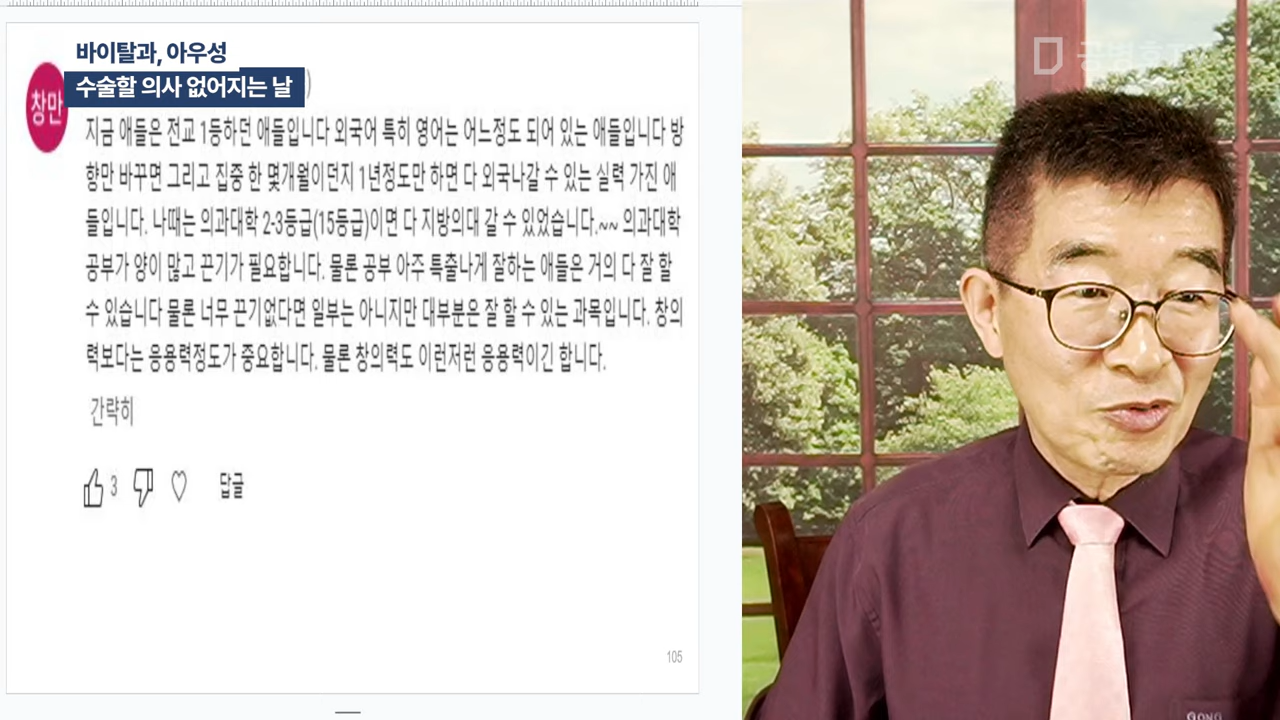 바이탈과, 아우성
수술할 의사 없어지는 날
창만
지금 애들은 전교 1등하던 애들입니다 외국어 특히 영어는 어느정도 되어 있는 애들입니다 방
향만 바꾸면 그리고 집중 한 몇개월이던지 1년정도만 하면 다 외국나갈 수 있는 실력 가진 애
들입니다. 나때는 의과대학 2-3등급(15등급)이면 다 지방의대 갈 수 있었습니다.~~ 의과대학
공부가 양이 많고 끈기가 필요합니다. 물론 공부 아주 특출나게 잘하는 애들은 거의 다 잘 할
수 있습니다 물론 너무 끈기없다면 일부는 아니지만 대부분은 잘 할 수 있는 과목입니다. 창의
력보다는 응용력정도가 중요합니다. 물론 창의력도 이런저런 응용력이긴 합니다.
간략히
3 답글
105
GONG